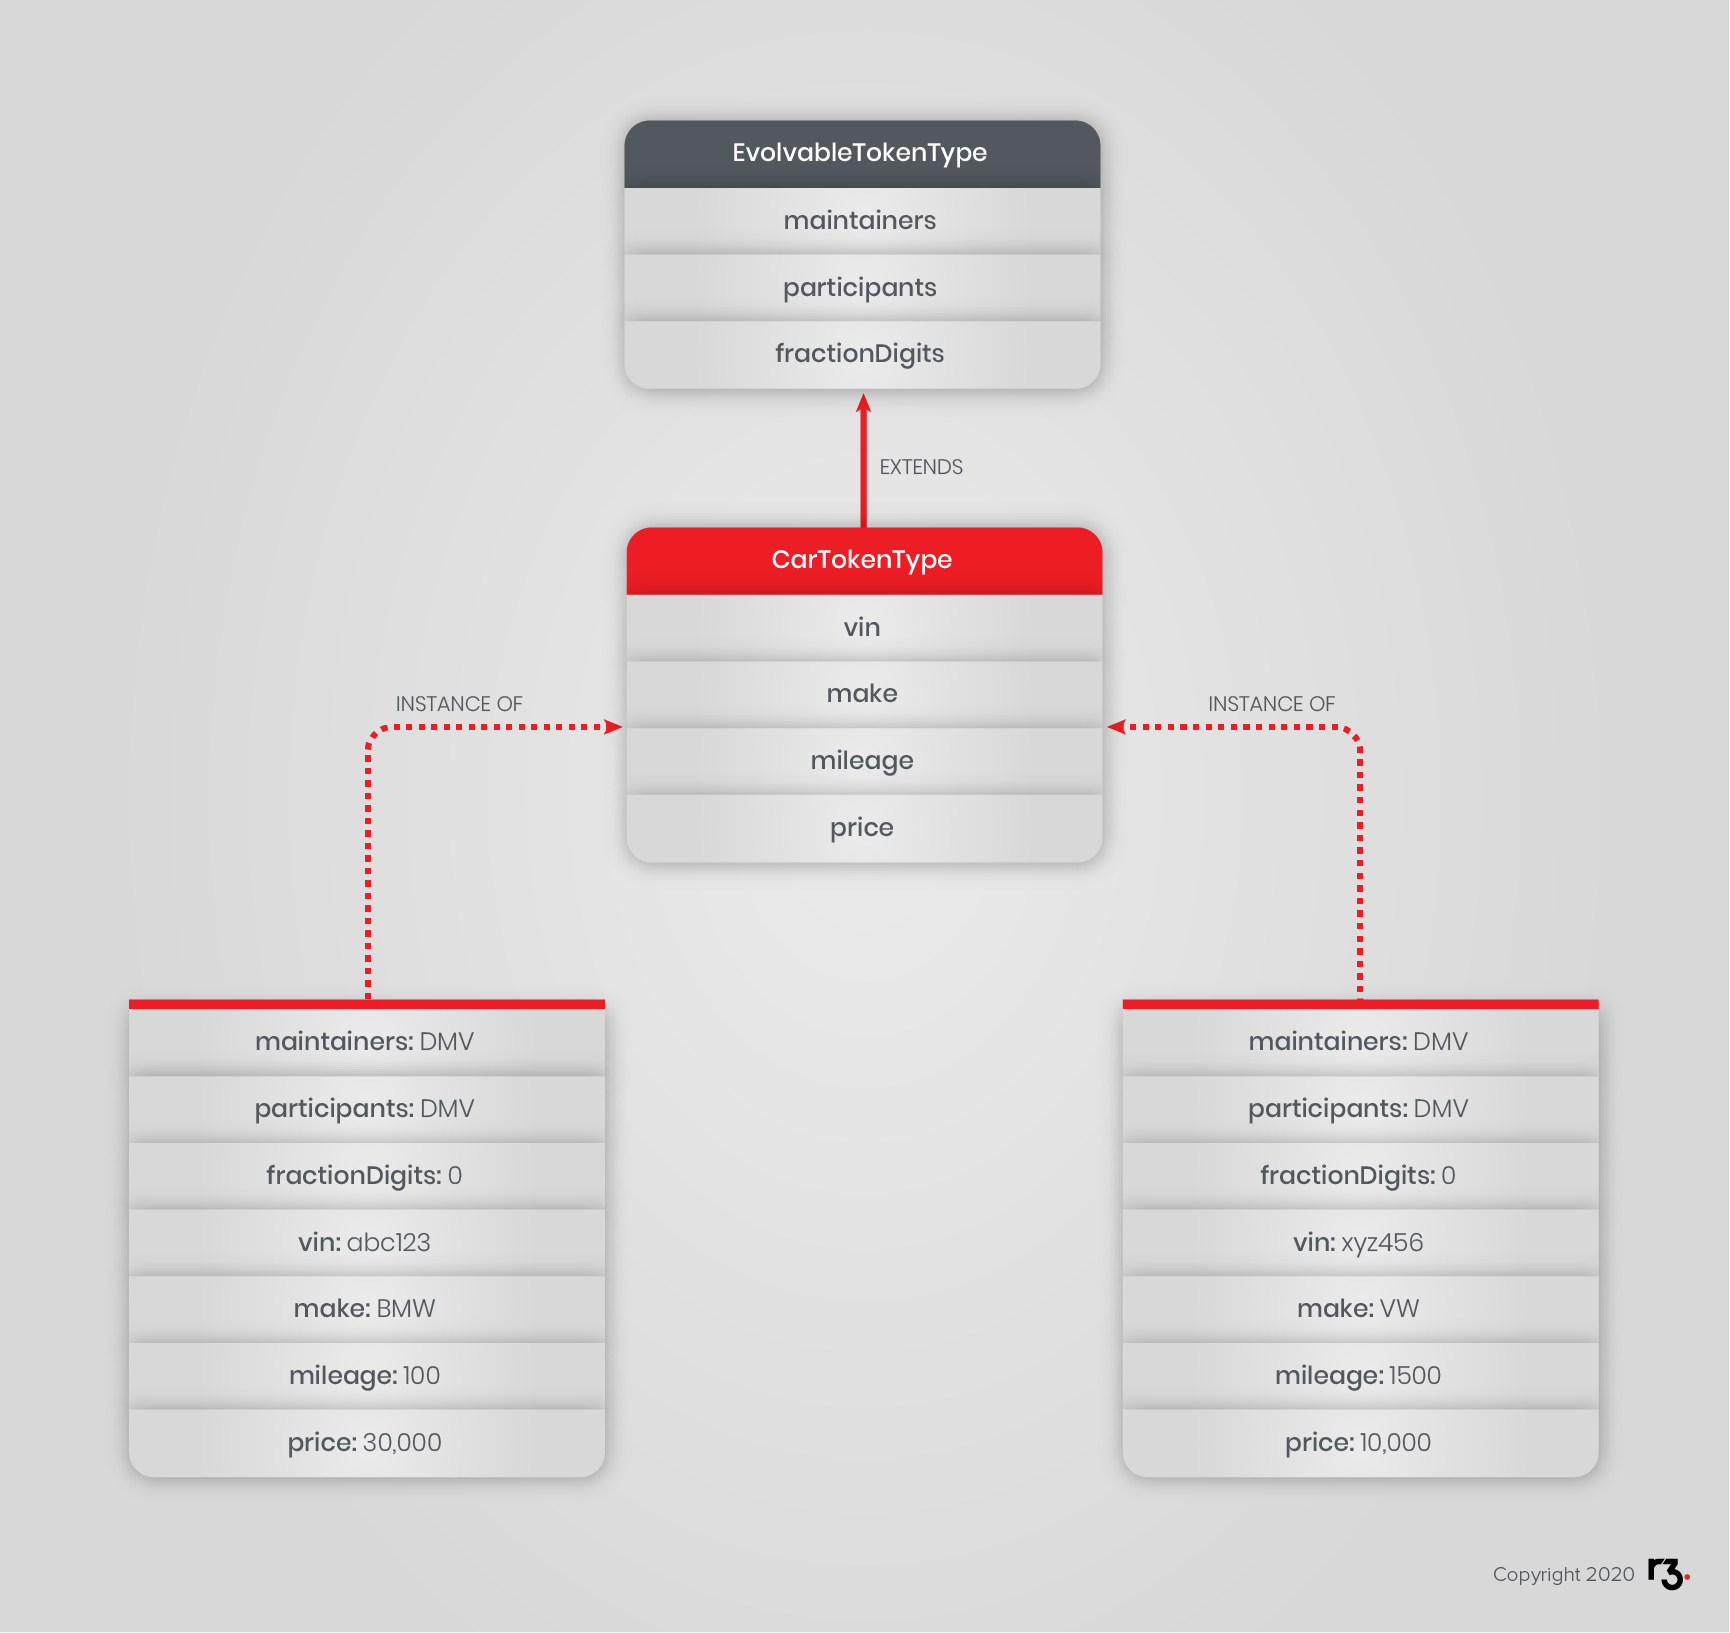 EvolvableTokenType
maintainers
participants
fractionDigits
EXTENDS
CarTokenType
vin
make
mileage
price
INSTANCE OF
INSTANCE OF
maintainers: DMV
participants: DMV
fractionDigits: 0
vin: abc123
make: BMW
mileage: 100
price: 30,000
maintainers: DMV
participants: DMV
fractionDigits: 0
vin: xyz456
make: VW
mileage: 1500
price: 10,000
Copyright 2020 r3.